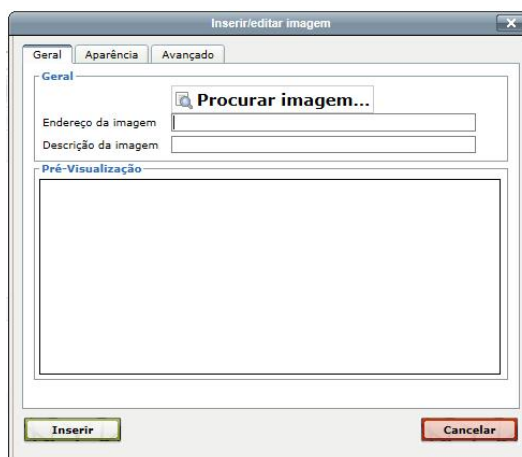 Inserir/editar imagem
Geral Aparência Avançado
Geral
Procurar imagem...
Endereço da imagem
Descrição da imagem
Pré-Visualização
Inserir Cancelar